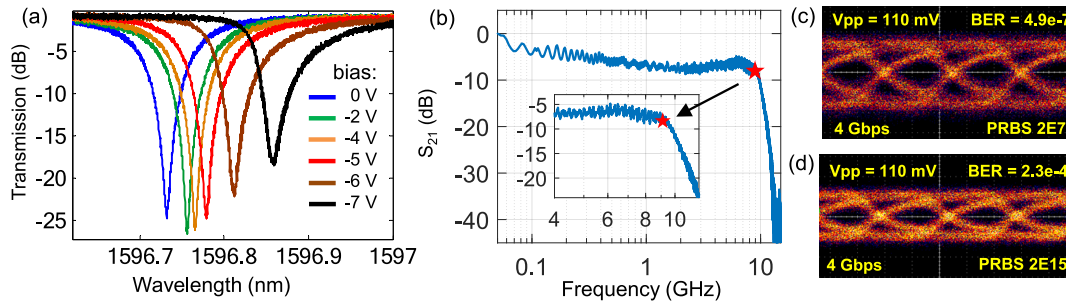 (a)
Transmission (dB)
-5
-10
-15
-20
-25
bias:
0 V
-2 V
-4 V
-5 V
-6 V
-7 V
1596.7
1596.8
1596.9
1597
Wavelength (nm)
(b)
S21 (dB)
0
-10
-20
-30
-40
-5
-10
-15
-20
4
6
8
10
0.1
1
10
Frequency (GHz)
(c)
Vpp = 110 mV
BER = 4.9e-7
4 Gbps
PRBS 2E7
(d)
Vpp = 110 mV
BER = 2.3e-4
4 Gbps
PRBS 2E15